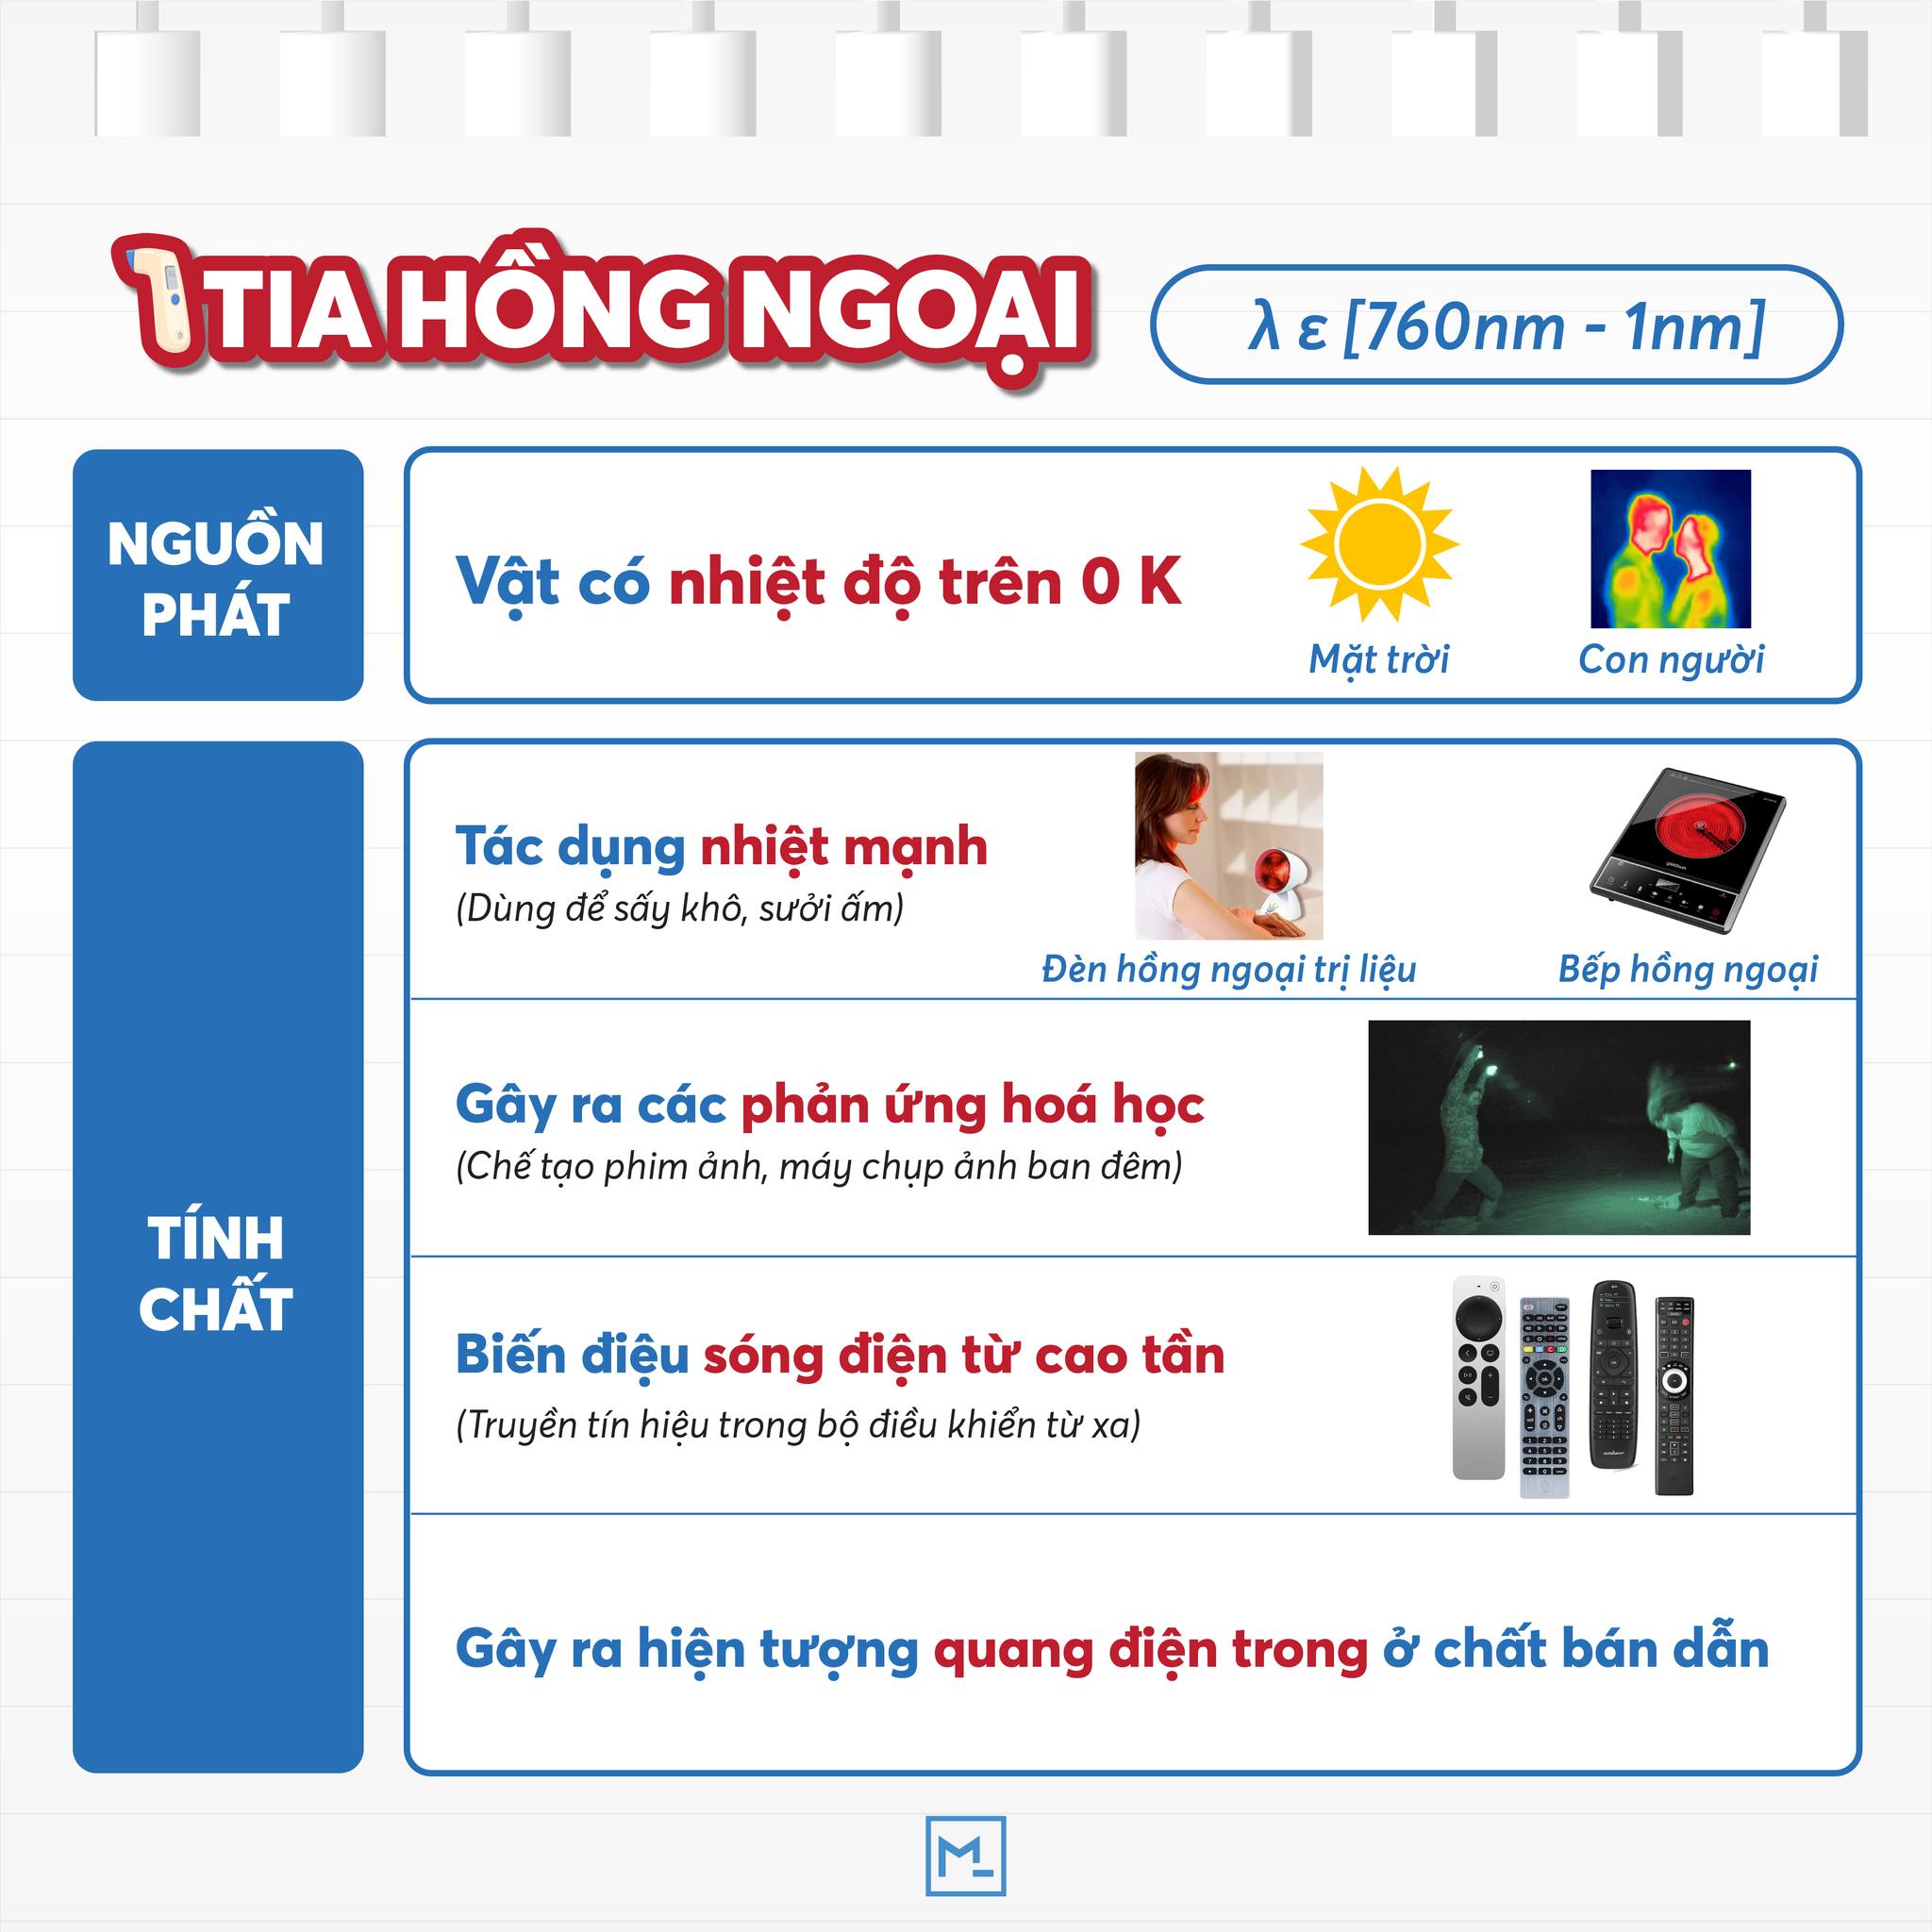 TIA HỒNG NGOẠI
λ ε [760nm - 1nm]
NGUỒN
PHÁT
Vật có nhiệt độ trên 0 K
Mặt trời
Con người
TÍNH
CHẤT
Tác dụng nhiệt mạnh
(Dùng để sấy khô, sưởi ấm)
Đèn hồng ngoại trị liệu
Bếp hồng ngoại
Gây ra các phản ứng hoá học
(Chế tạo phim ảnh, máy chụp ảnh ban đêm)
Biến điệu sóng điện từ cao tần
(Truyền tín hiệu trong bộ điều khiển từ xa)
Gây ra hiện tượng quang điện trong ở chất bán dẫn